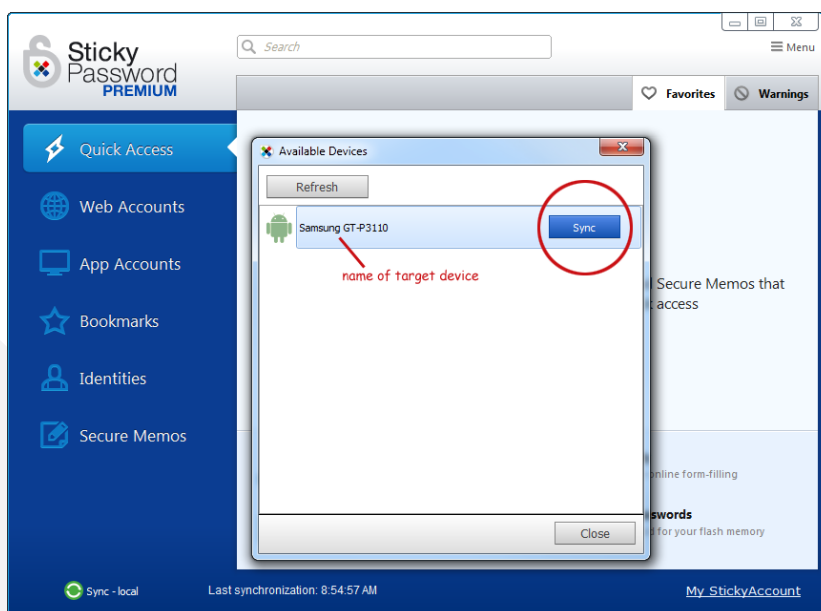 Sticky
Password
PREMIUM
Search
Menu
Favorites
Warnings
Quick Access
Web Accounts
App Accounts
Bookmarks
Identities
Secure Memos
Available Devices
Refresh
Samsung GT-P3110
Sync
name of target device
Secure Memos that
access
online form-filling
swords
for your flash memory
Close
Sync - local
Last synchronization: 8:54:57 AM
My StickyAccount